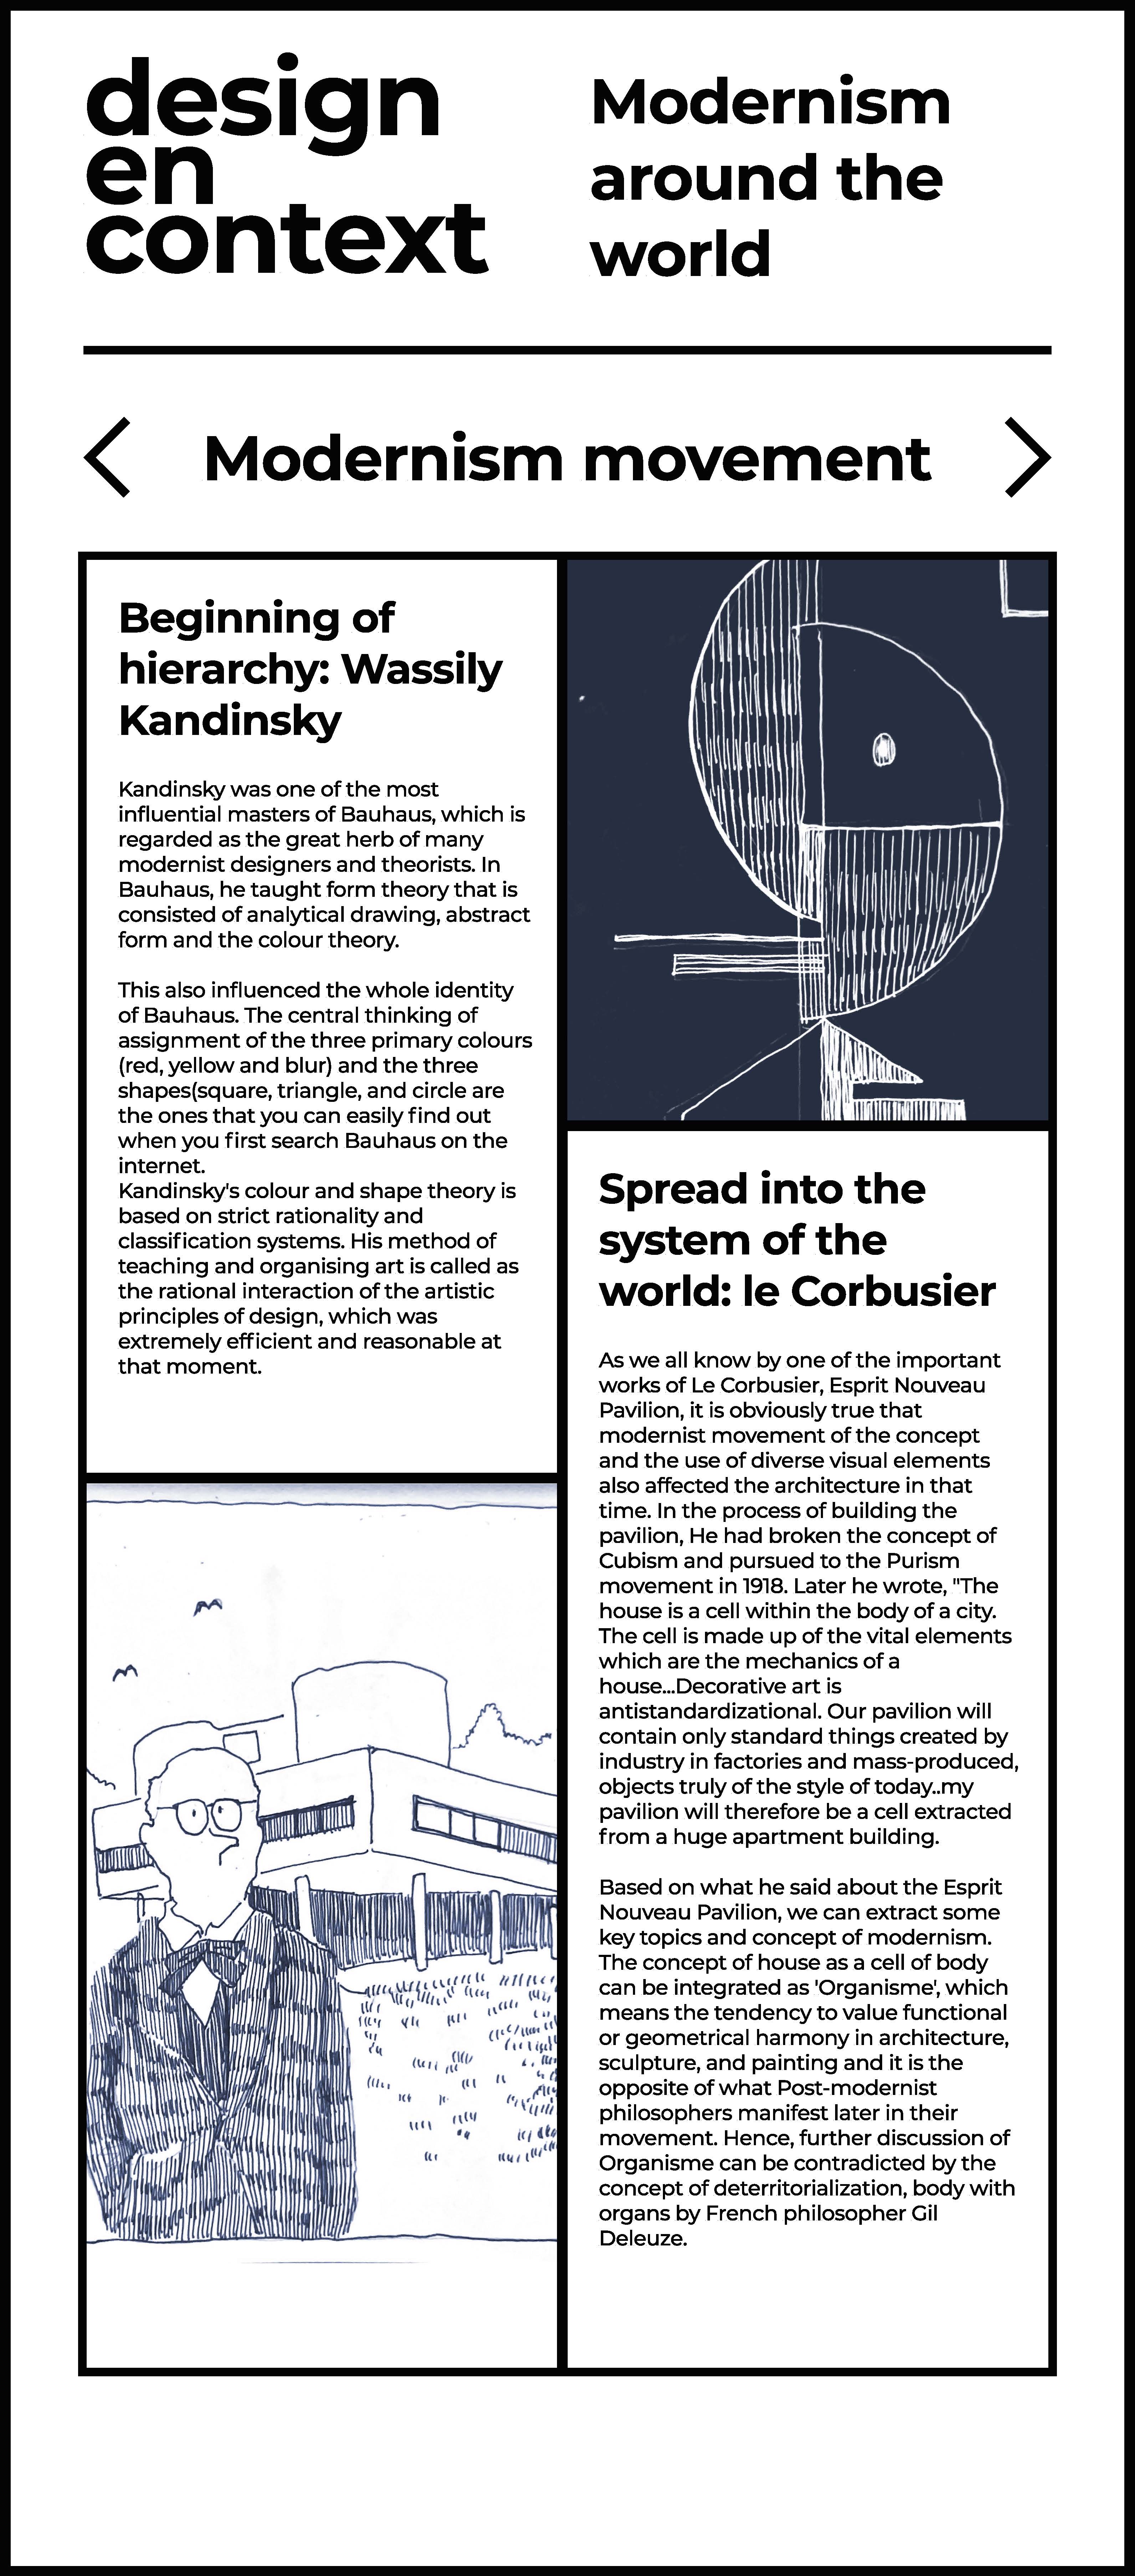 design
en
context
Modernism
around the
world
Modernism movement
Beginning of
hierarchy: Wassily
Kandinsky
Kandinsky was one of the most
influential masters of Bauhaus, which is
regarded as the great herb of many
modernist designers and theorists. In
Bauhaus, he taught form theory that is
consisted of analytical drawing, abstract
form and the colour theory.
This also influenced the whole identity
of Bauhaus. The central thinking of
assignment of the three primary colours
(red, yellow and blur) and the three
shapes(square, triangle, and circle are
the ones that you can easily find out
when you first search Bauhaus on the
internet.
Kandinsky's colour and shape theory is
based on strict rationality and
classification systems. His method of
teaching and organising art is called as
the rational interaction of the artistic
principles of design, which was
extremely efficient and reasonable at
that moment.
Spread into the
system of the
world: le Corbusier
As we all know by one of the important
works of Le Corbusier, Esprit Nouveau
Pavilion, it is obviously true that
modernist movement of the concept
and the use of diverse visual elements
also affected the architecture in that
time. In the process of building the
pavilion, He had broken the concept of
Cubism and pursued to the Purism
movement in 1918. Later he wrote, "The
house is a cell within the body of a city.
The cell is made up of the vital elements
which are the mechanics of a
house...Decorative art is
antistandardizational. Our pavilion will
contain only standard things created by
industry in factories and mass-produced,
objects truly of the style of today..my
pavilion will therefore be a cell extracted
from a huge apartment building.
Based on what he said about the Esprit
Nouveau Pavilion, we can extract some
key topics and concept of modernism.
The concept of house as a cell of body
can be integrated as 'Organisme', which
means the tendency to value functional
or geometrical harmony in architecture,
sculpture, and painting and it is the
opposite of what Post-modernist
philosophers manifest later in their
movement. Hence, further discussion of
Organisme can be contradicted by the
concept of deterritorialization, body with
organs by French philosopher Gil
Deleuze.